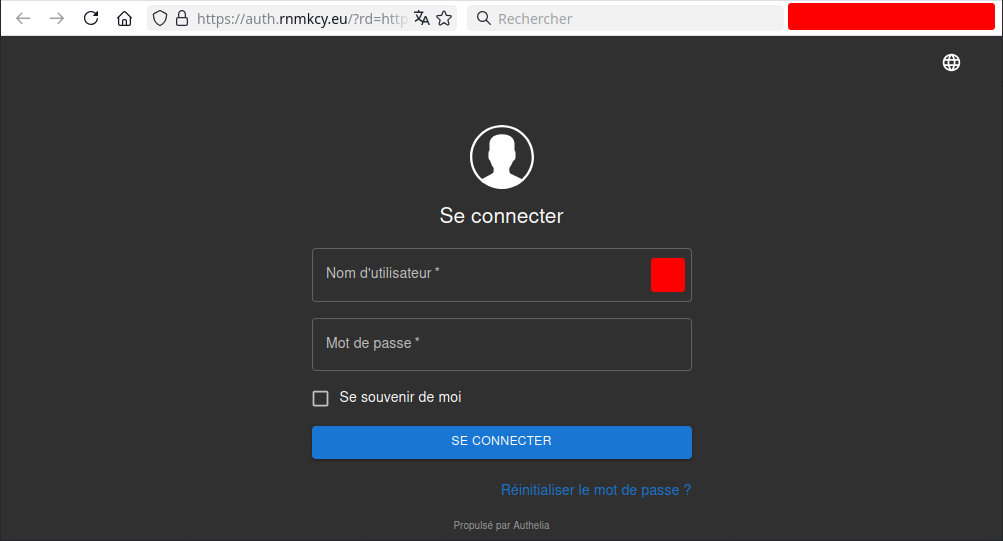 https://auth.rnmkcy.eu/?rd=http
Rechercher
Se connecter
Nom d'utilisateur *
Mot de passe *
Se souvenir de moi
SE CONNECTER
Réinitialiser le mot de passe ?
Propulsé par Authelia